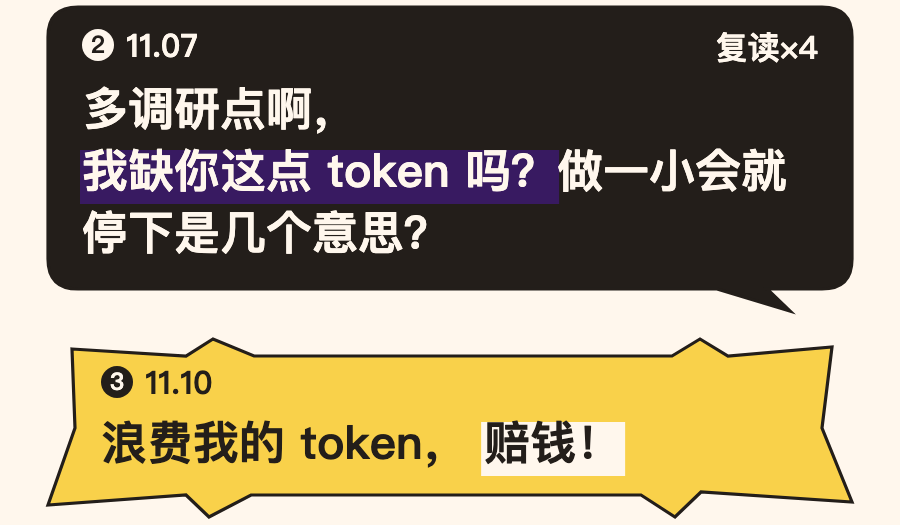 2 11.07 复读×4
多调研点啊，
我缺你这点 token 吗？做一小会就
停下是几个意思？
3 11.10
浪费我的 token， 赔钱！